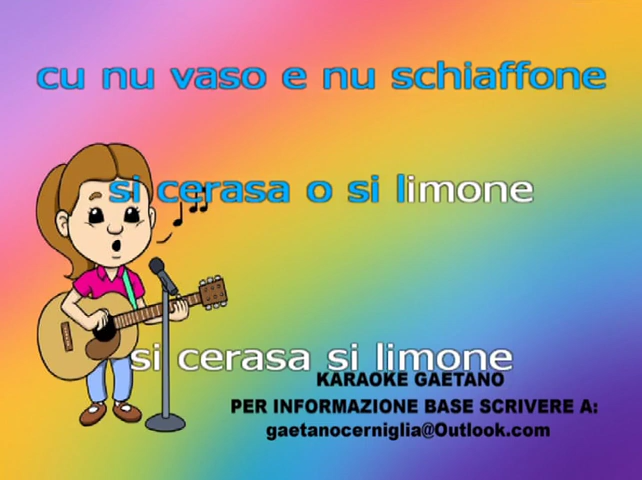 cu nu vaso e nu schiaffone
si cerasa o si limone
si cerasa si limone
KARAOKE GAETANO
PER INFORMAZIONE BASE SCRIVERE A:
gaetanocerniglia@Outlook.com